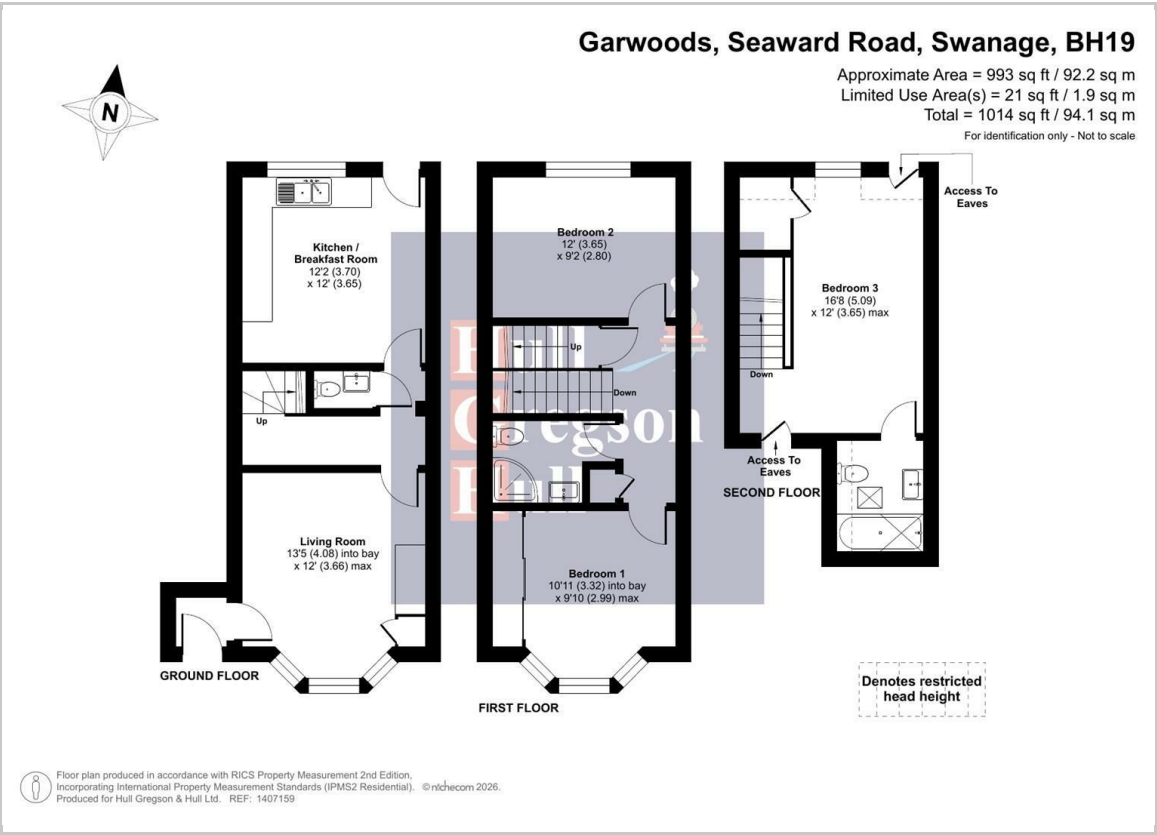 Garwoods, Seaward Road, Swanage, BH19
Approximate Area = 993 sq ft / 92.2 sq m
Limited Use Area(s) = 21 sq ft / 1.9 sq m
Total = 1014 sq ft / 94.1 sq m
For identification only - Not to scale
N
Kitchen /
Breakfast Room
12'2 (3.70)
x 12' (3.65)
Up
Living Room
13'5 (4.08) into bay
x 12' (3.66) max
GROUND FLOOR
Bedroom 2
12' (3.65)
x 9'2 (2.80)
Up
Down
Bedroom 1
10'11 (3.32) into bay
x 9'10 (2.99) max
FIRST FLOOR
Hull
Gregson
Hull
Access To
Eaves
Bedroom 3
16'8 (5.09)
x 12' (3.65) max
Down
Access To
Eaves
SECOND FLOOR
Denotes restricted
head height
Floor plan produced in accordance with RICS Property Measurement 2nd Edition,
Incorporating International Property Measurement Standards (IPMS2 Residential). © nichecom 2026.
Produced for Hull Gregson & Hull Ltd. REF: 1407159